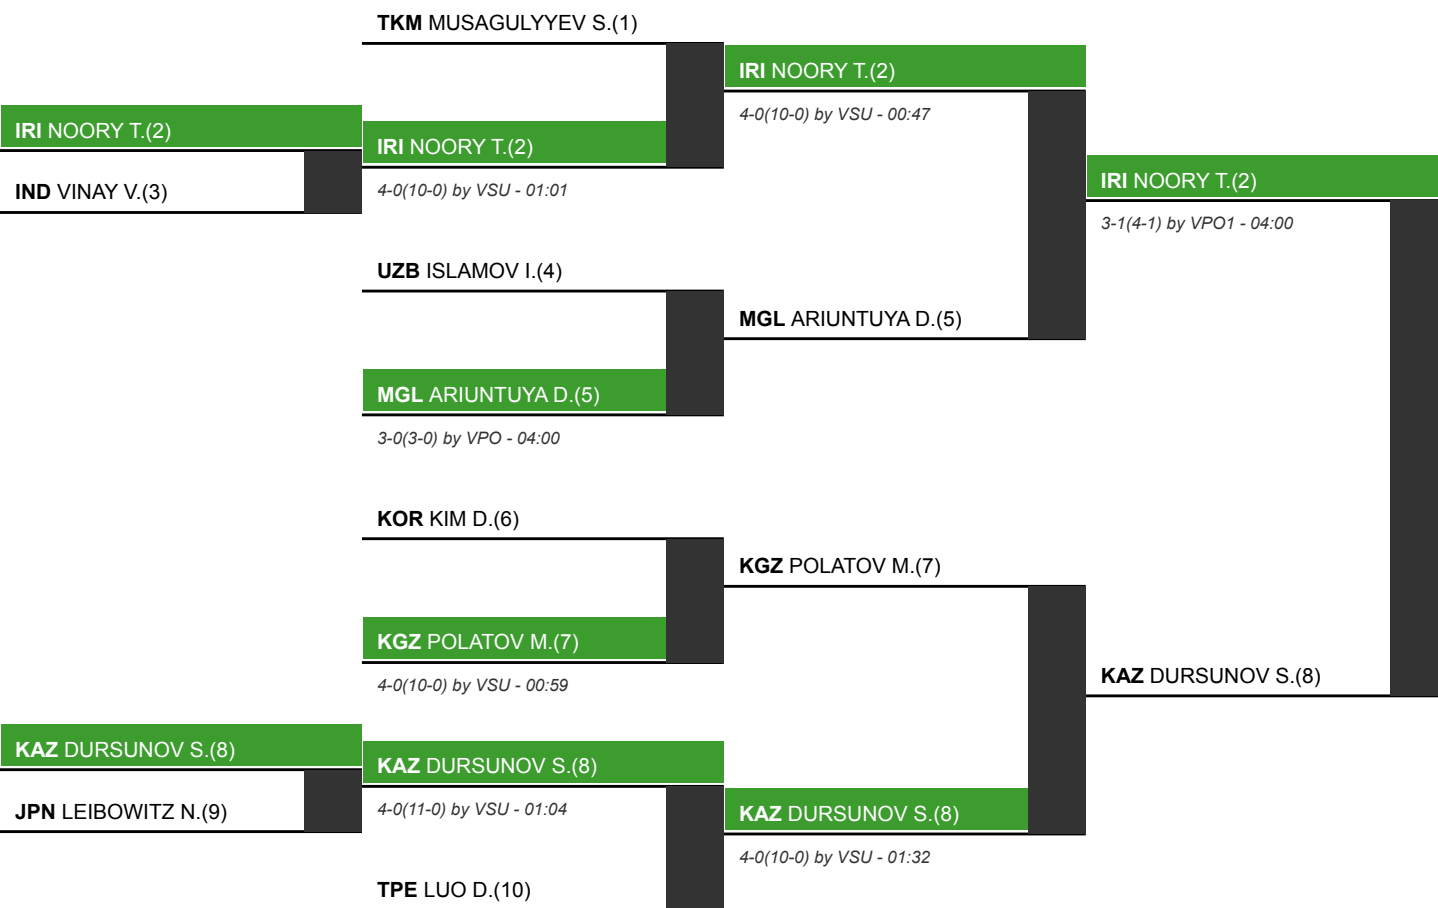 TKM MUSAGULYYEV S.(1)
IRI NOORY T.(2)
4-0(10-0) by VSU - 00:47
IRI NOORY T.(2)
IND VINAY V.(3)
IRI NOORY T.(2)
4-0(10-0) by VSU - 01:01
IRI NOORY T.(2)
3-1(4-1) by VPO1 - 04:00
UZB ISLAMOV I.(4)
MGL ARIUNTUYA D.(5)
MGL ARIUNTUYA D.(5)
3-0(3-0) by VPO - 04:00
KOR KIM D.(6)
KGZ POLATOV M.(7)
KGZ POLATOV M.(7)
4-0(10-0) by VSU - 00:59
KAZ DURSUNOV S.(8)
KAZ DURSUNOV S.(8)
JPN LEIBOWITZ N.(9)
KAZ DURSUNOV S.(8)
4-0(11-0) by VSU - 01:04
KAZ DURSUNOV S.(8)
4-0(10-0) by VSU - 01:32
TPE LUO D.(10)